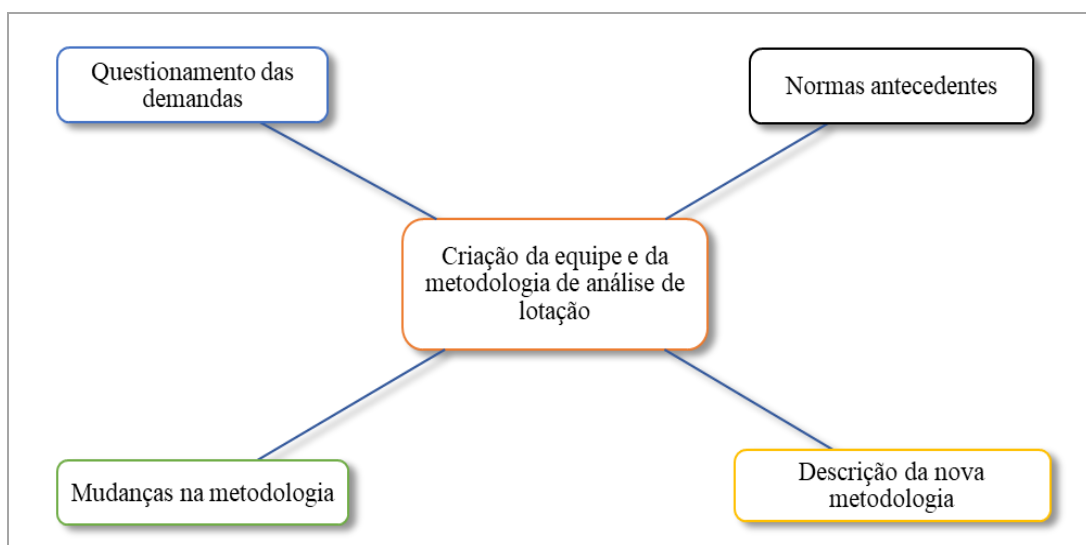 Questionamento das
demandas
Normas antecedentes
Criação da equipe e da
metodologia de análise de
lotação
Mudanças na metodologia
Descrição da nova
metodologia